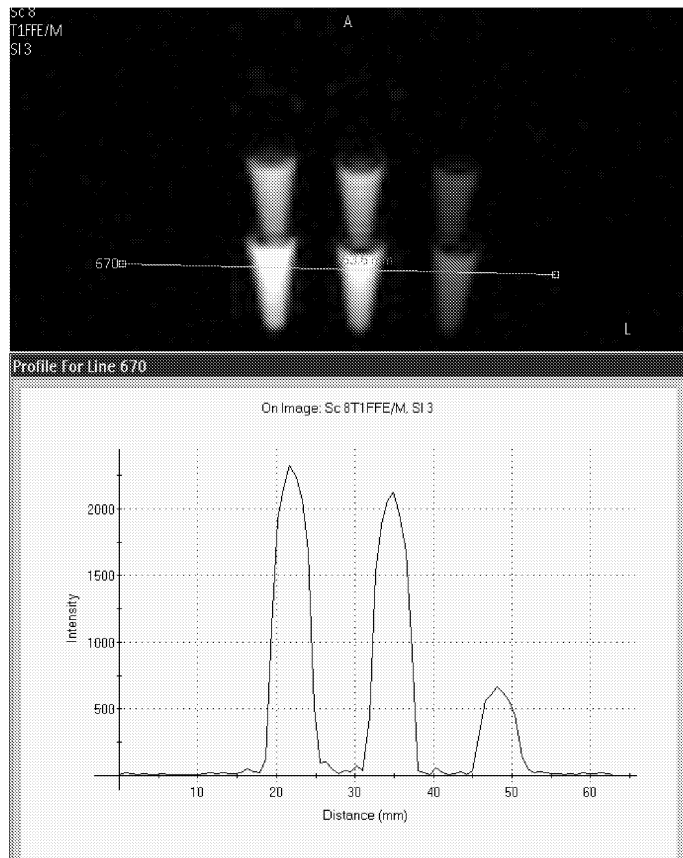 Sc 8
T1FFE/M
Sl 3
A
670
L
Profile For Line 670
On Image: Sc 8T1FFE/M, Sl 3
Intensity
2000
1500
1000
500
10 20 30 40 50 60
Distance (mm)